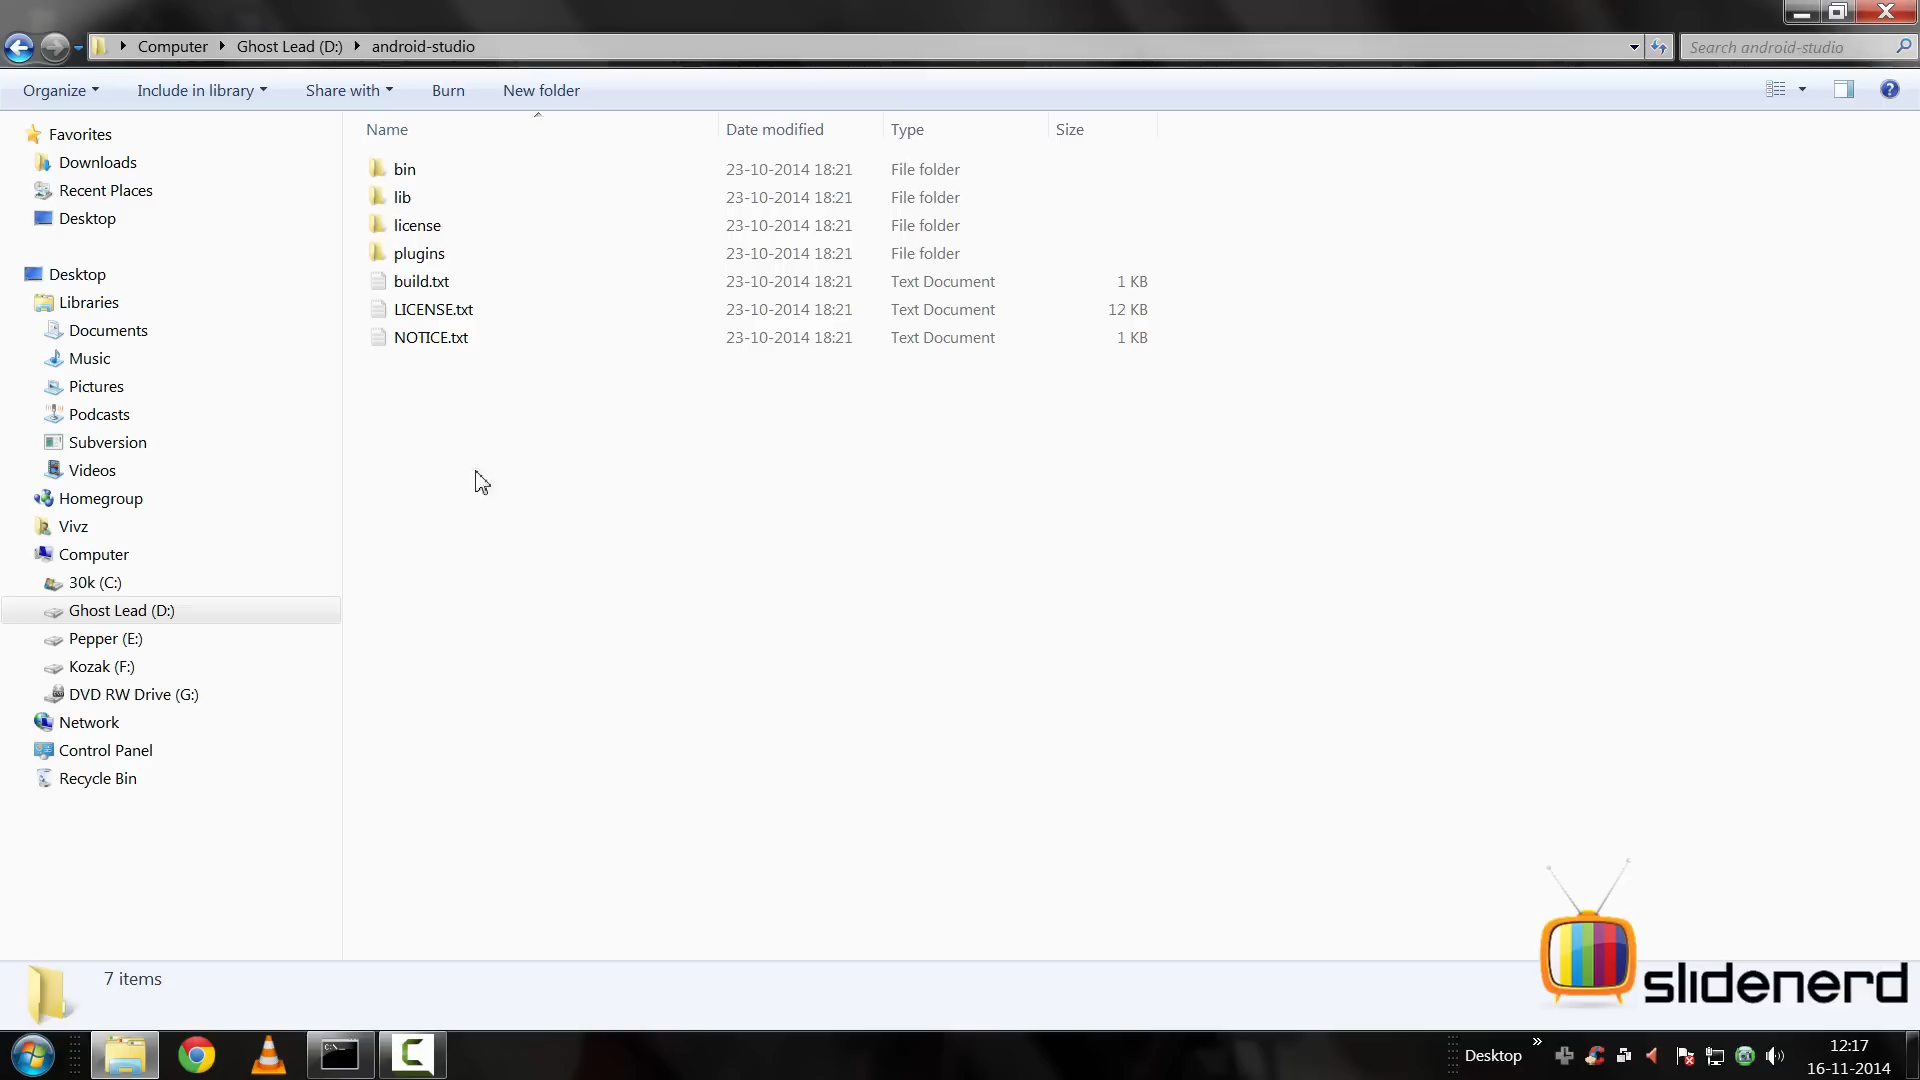 Computer Ghost Lead (D:) android-studio Search android-studio
Organize Include in library Share with Burn New folder
Name Date modified Type Size
bin 23-10-2014 18:21 File folder
lib 23-10-2014 18:21 File folder
license 23-10-2014 18:21 File folder
plugins 23-10-2014 18:21 File folder
build.txt 23-10-2014 18:21 Text Document 1 KB
LICENSE.txt 23-10-2014 18:21 Text Document 12 KB
NOTICE.txt 23-10-2014 18:21 Text Document 1 KB
Favorites
Downloads
Recent Places
Desktop
Desktop
Libraries
Documents
Music
Pictures
Podcasts
Subversion
Videos
Homegroup
Vivz
Computer
30k (C:)
Ghost Lead (D:)
Pepper (E:)
Kozak (F:)
DVD RW Drive (G:)
Network
Control Panel
Recycle Bin
7 items
slidenerd
C:\_
Desktop
12:17
16-11-2014